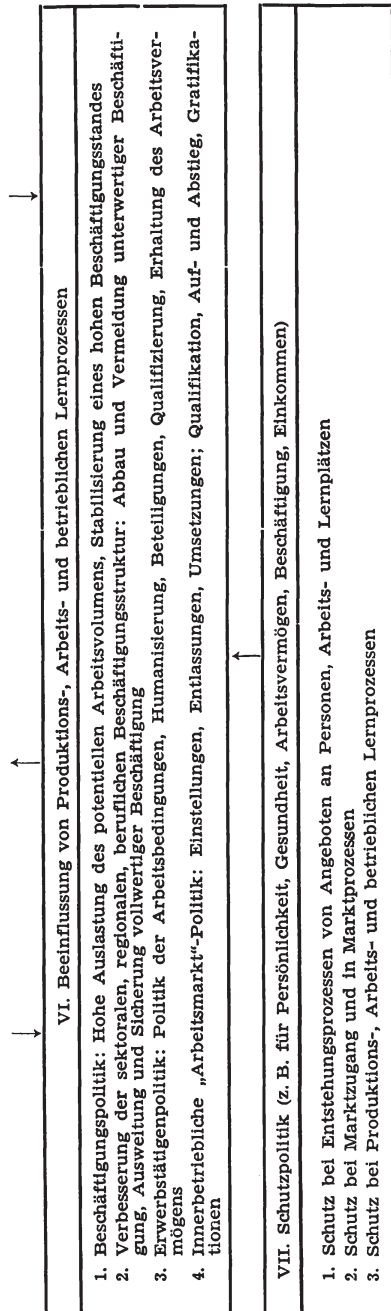 VI. Beeinflussung von Produktions-, Arbeits- und betrieblichen Lernprozessen
1. Beschäftigungspolitik: Hohe Auslastung des potentiellen Arbeitsvolumens, Stabilisierung eines hohen Beschäftigungsstandes
2. Verbesserung der sektoralen, regionalen, beruflichen Beschäftigungsstruktur: Abbau und Vermeidung unterwertiger Beschäfti-
gung, Ausweitung und Sicherung vollwertiger Beschäftigung
3. Erwerbstätigenpolitik: Politik der Arbeitsbedingungen, Humanisierung, Beteiligungen, Qualifizierung, Erhaltung des Arbeitsver-
mögens
4. Innerbetriebliche „Arbeitsmarkt"-Politik: Einstellungen, Entlassungen, Umsetzungen; Qualifikation, Auf- und Abstieg, Gratifika-
tionen
VII. Schutzpolitik (z. B. für Persönlichkeit, Gesundheit, Arbeitsvermögen, Beschäftigung, Einkommen)
1. Schutz bei Entstehungsprozessen von Angeboten an Personen, Arbeits- und Lernplätzen
2. Schutz bei Marktzugang und in Marktprozessen
3. Schutz bei Produktions-, Arbeits- und betrieblichen Lernprozessen